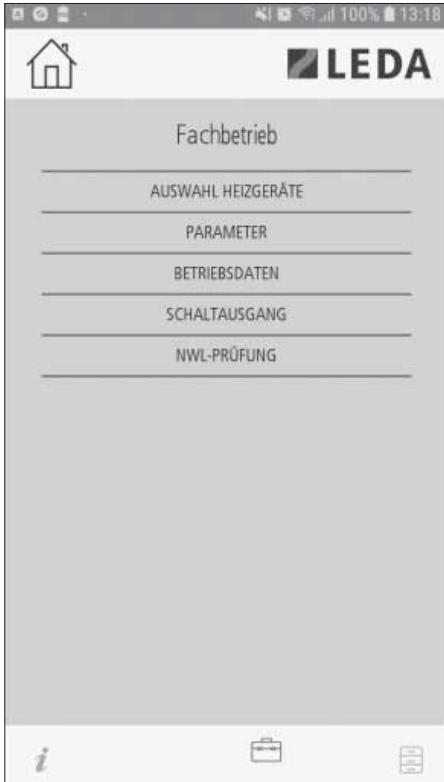 100% 13:18
LEDA
Fachbetrieb
AUSWAHL HEIZGERÄTE
PARAMETER
BETRIEBSDATEN
SCHALTAUSGANG
NWL-PRÜFUNG
i